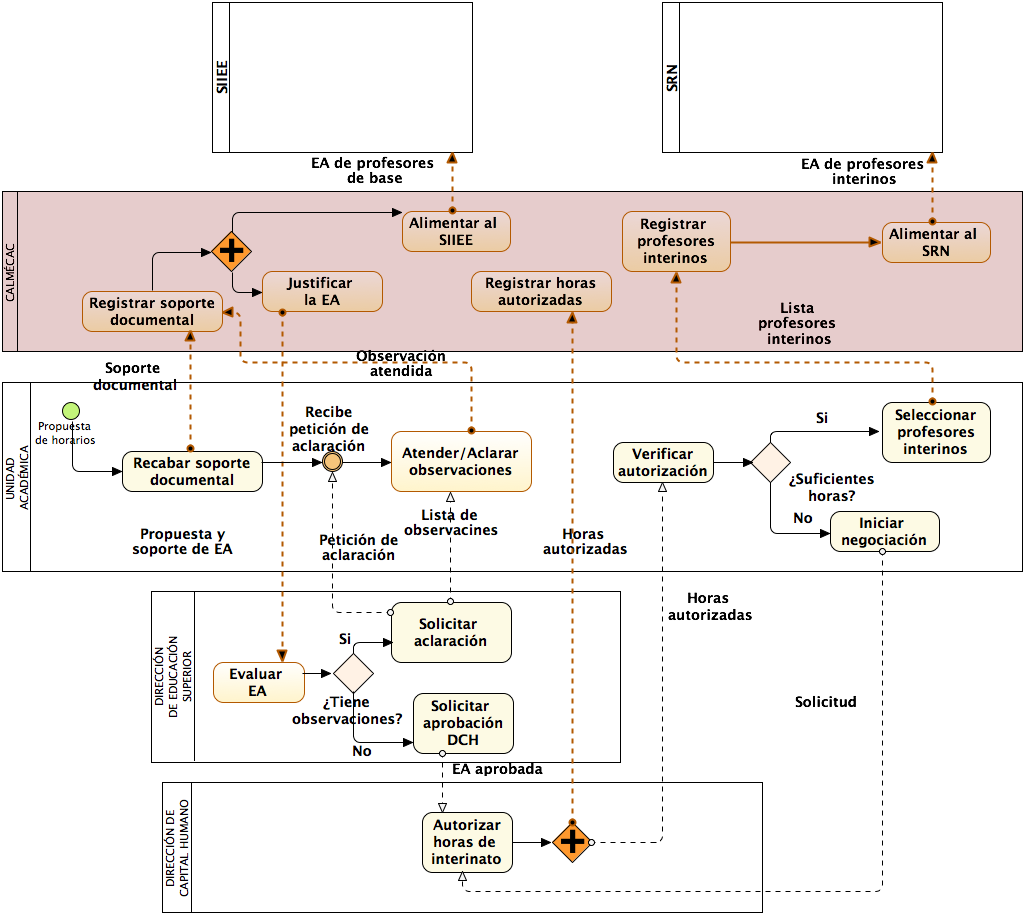 SIIEE
SRN
EA de profesores
de base
EA de profesores
interinos
CALMÉCAC
Alimentar al
SIIEE
Registrar
profesores
interinos
Alimentar al
SRN
Justificar
la EA
Registrar horas
autorizadas
Registrar soporte
documental
Lista
profesores
interinos
Observación
atendida
Soporte
documental
UNIDAD
ACADÉMICA
Propuesta
de horarios
Recibe
petición de
aclaración
Recabar soporte
documental
Atender/Aclarar
observaciones
Verificar
autorización
Si
Seleccionar
profesores
interinos
¿Suficientes
horas?
No
Iniciar
negociación
Propuesta y
soporte de EA
Petición de
aclaración
Lista de
observacines
Horas
autorizadas
Horas
autorizadas
DIRECCIÓN
DE EDUCACIÓN
SUPERIOR
Evaluar
EA
Si
Solicitar
aclaración
¿Tiene
observaciones?
No
Solicitar
aprobación
DCH
Solicitud
EA aprobada
DIRECCIÓN DE
CAPITAL HUMANO
Autorizar
horas de
interinato